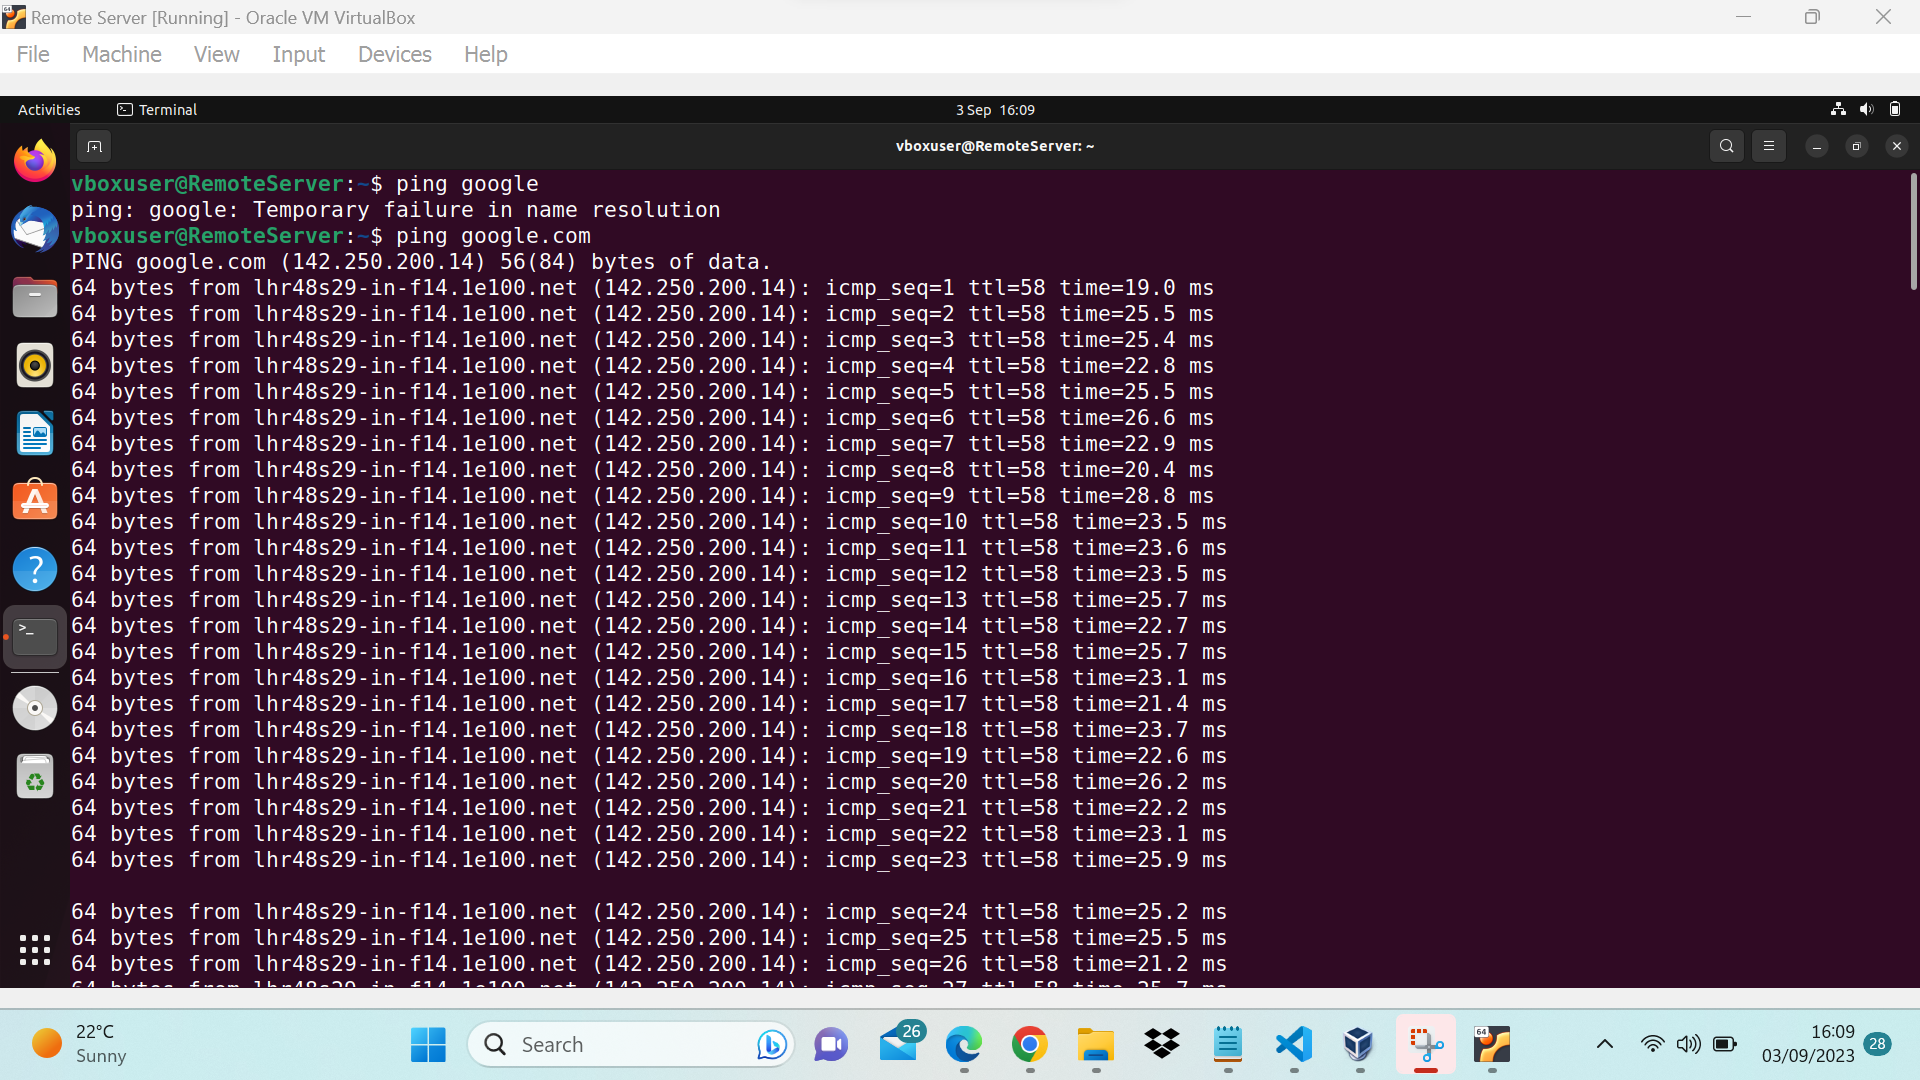 Remote Server [Running] - Oracle VM VirtualBox
File Machine View Input Devices Help
Activities Terminal 3 Sep 16:09
vboxuser@RemoteServer: ~
vboxuser@RemoteServer:~$ ping google
ping: google: Temporary failure in name resolution
vboxuser@RemoteServer:~$ ping google.com
PING google.com (142.250.200.14) 56(84) bytes of data.
64 bytes from lhr48s29-in-f14.1e100.net (142.250.200.14): icmp_seq=1 ttl=58 time=19.0 ms
64 bytes from lhr48s29-in-f14.1e100.net (142.250.200.14): icmp_seq=2 ttl=58 time=25.5 ms
64 bytes from lhr48s29-in-f14.1e100.net (142.250.200.14): icmp_seq=3 ttl=58 time=25.4 ms
64 bytes from lhr48s29-in-f14.1e100.net (142.250.200.14): icmp_seq=4 ttl=58 time=22.8 ms
64 bytes from lhr48s29-in-f14.1e100.net (142.250.200.14): icmp_seq=5 ttl=58 time=25.5 ms
64 bytes from lhr48s29-in-f14.1e100.net (142.250.200.14): icmp_seq=6 ttl=58 time=26.6 ms
64 bytes from lhr48s29-in-f14.1e100.net (142.250.200.14): icmp_seq=7 ttl=58 time=22.9 ms
64 bytes from lhr48s29-in-f14.1e100.net (142.250.200.14): icmp_seq=8 ttl=58 time=20.4 ms
64 bytes from lhr48s29-in-f14.1e100.net (142.250.200.14): icmp_seq=9 ttl=58 time=28.8 ms
64 bytes from lhr48s29-in-f14.1e100.net (142.250.200.14): icmp_seq=10 ttl=58 time=23.5 ms
64 bytes from lhr48s29-in-f14.1e100.net (142.250.200.14): icmp_seq=11 ttl=58 time=23.6 ms
64 bytes from lhr48s29-in-f14.1e100.net (142.250.200.14): icmp_seq=12 ttl=58 time=23.5 ms
64 bytes from lhr48s29-in-f14.1e100.net (142.250.200.14): icmp_seq=13 ttl=58 time=25.7 ms
64 bytes from lhr48s29-in-f14.1e100.net (142.250.200.14): icmp_seq=14 ttl=58 time=22.7 ms
64 bytes from lhr48s29-in-f14.1e100.net (142.250.200.14): icmp_seq=15 ttl=58 time=25.7 ms
64 bytes from lhr48s29-in-f14.1e100.net (142.250.200.14): icmp_seq=16 ttl=58 time=23.1 ms
64 bytes from lhr48s29-in-f14.1e100.net (142.250.200.14): icmp_seq=17 ttl=58 time=21.4 ms
64 bytes from lhr48s29-in-f14.1e100.net (142.250.200.14): icmp_seq=18 ttl=58 time=23.7 ms
64 bytes from lhr48s29-in-f14.1e100.net (142.250.200.14): icmp_seq=19 ttl=58 time=22.6 ms
64 bytes from lhr48s29-in-f14.1e100.net (142.250.200.14): icmp_seq=20 ttl=58 time=26.2 ms
64 bytes from lhr48s29-in-f14.1e100.net (142.250.200.14): icmp_seq=21 ttl=58 time=22.2 ms
64 bytes from lhr48s29-in-f14.1e100.net (142.250.200.14): icmp_seq=22 ttl=58 time=23.1 ms
64 bytes from lhr48s29-in-f14.1e100.net (142.250.200.14): icmp_seq=23 ttl=58 time=25.9 ms
64 bytes from lhr48s29-in-f14.1e100.net (142.250.200.14): icmp_seq=24 ttl=58 time=25.2 ms
64 bytes from lhr48s29-in-f14.1e100.net (142.250.200.14): icmp_seq=25 ttl=58 time=25.5 ms
64 bytes from lhr48s29-in-f14.1e100.net (142.250.200.14): icmp_seq=26 ttl=58 time=21.2 ms
22°C
Sunny
Search
26
64
16:09
03/09/2023
28